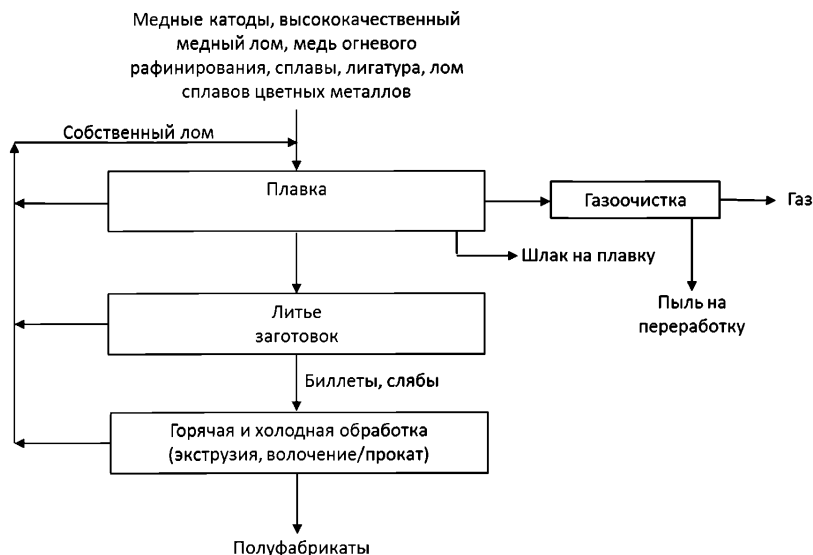 Медные катоды, высококачественный
медный лом, медь огневого
рафинирования, сплавы, лигатура, лом
сплавов цветных металлов
Собственный лом
Плавка
Газоочистка
Газ
Шлак на плавку
Пыль на
переработку
Литье
заготовок
Биллеты, слябы
Горячая и холодная обработка
(экструзия, волочение/прокат)
Полуфабрикаты